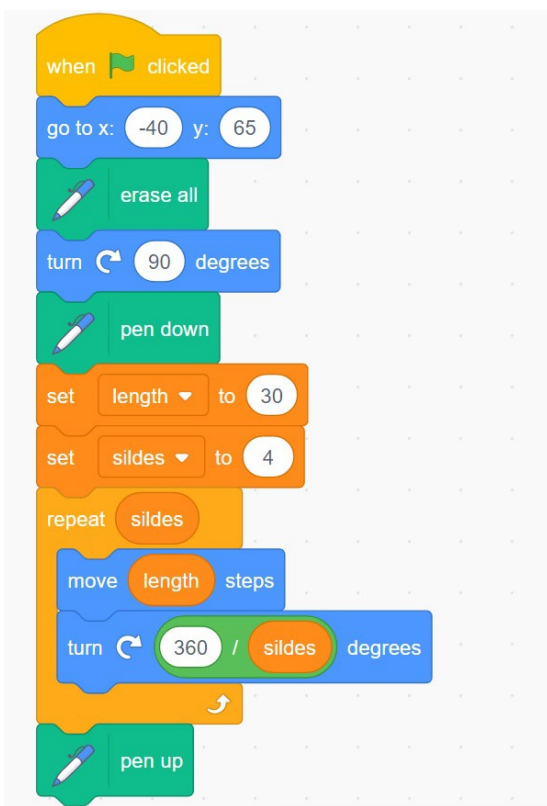 when clicked
go to x: -40 y: 65
erase all
turn 90 degrees
pen down
set length to 30
set sildes to 4
repeat sildes
move length steps
turn 360 / sildes degrees
pen up